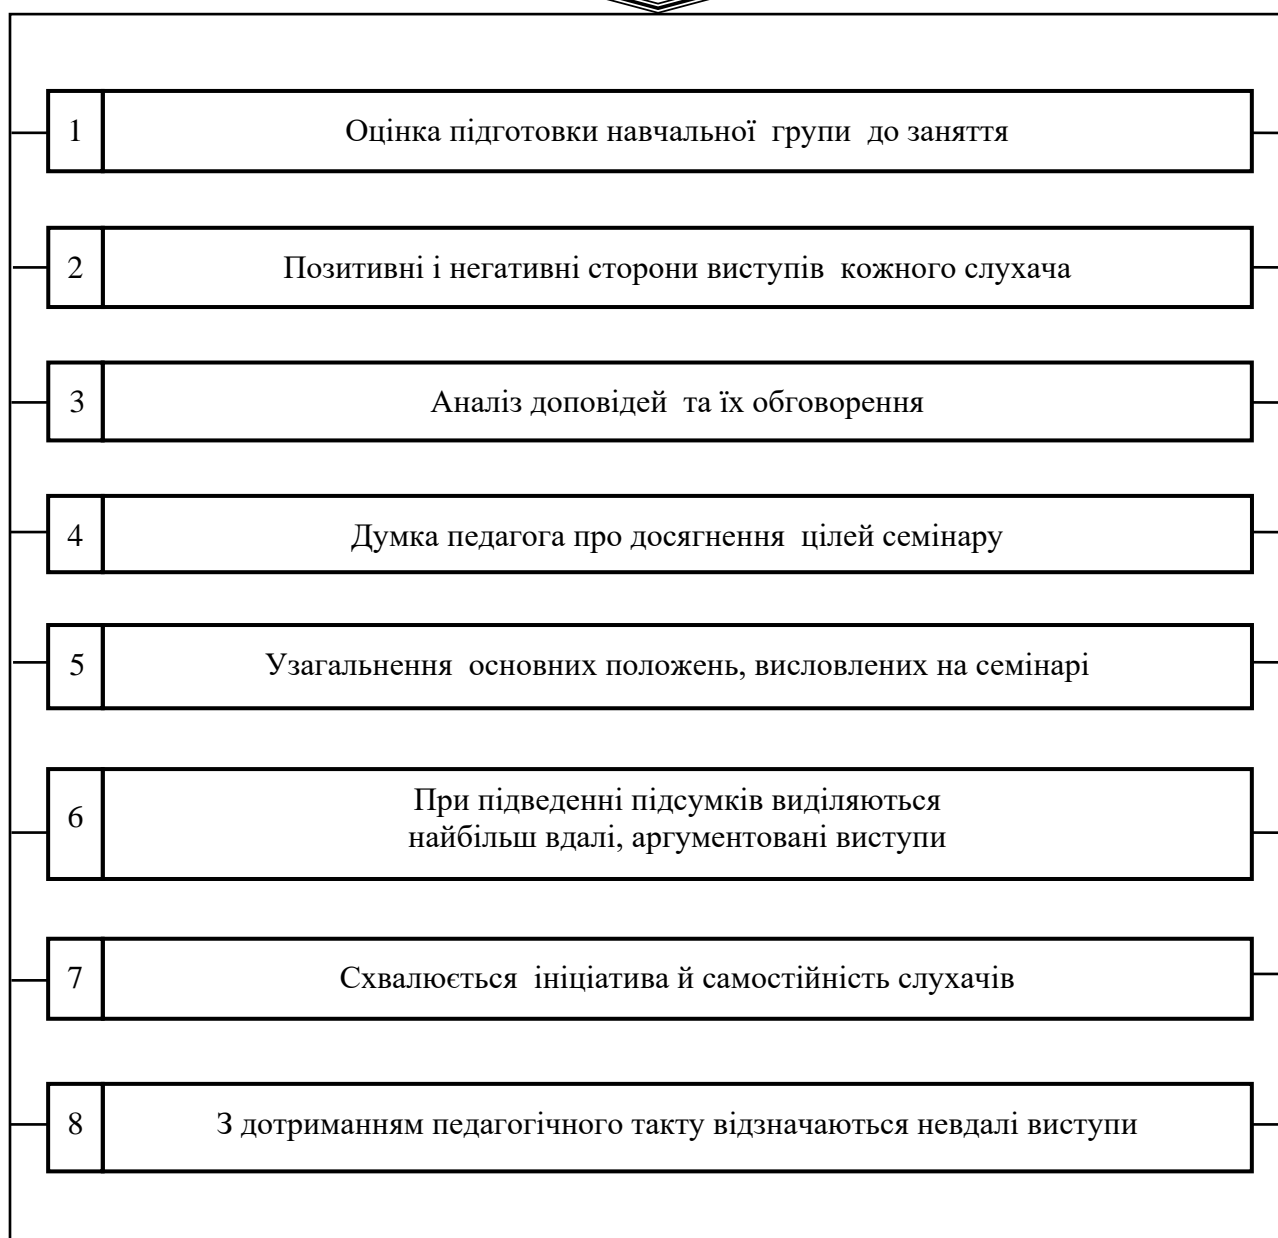 1 Оцінка підготовки навчальної групи до заняття
2 Позитивні і негативні сторони виступів кожного слухача
3 Аналіз доповідей та їх обговорення
4 Думка педагога про досягнення цілей семінару
5 Узагальнення основних положень, висловлених на семінарі
6 При підведенні підсумків виділяються
найбільш вдалі, аргументовані виступи
7 Схвалюється ініціатива й самостійність слухачів
8 З дотриманням педагогічного такту відзначаються невдалі виступи